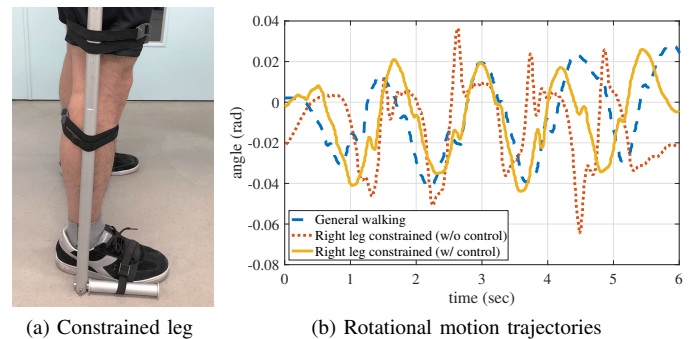 0.04
0.02
0
-0.02
-0.04
-0.06
-0.08
angle (rad)
General walking
Right leg constrained (w/o control)
Right leg constrained (w/ control)
0 1 2 3 4 5 6
time (sec)
(a) Constrained leg
(b) Rotational motion trajectories